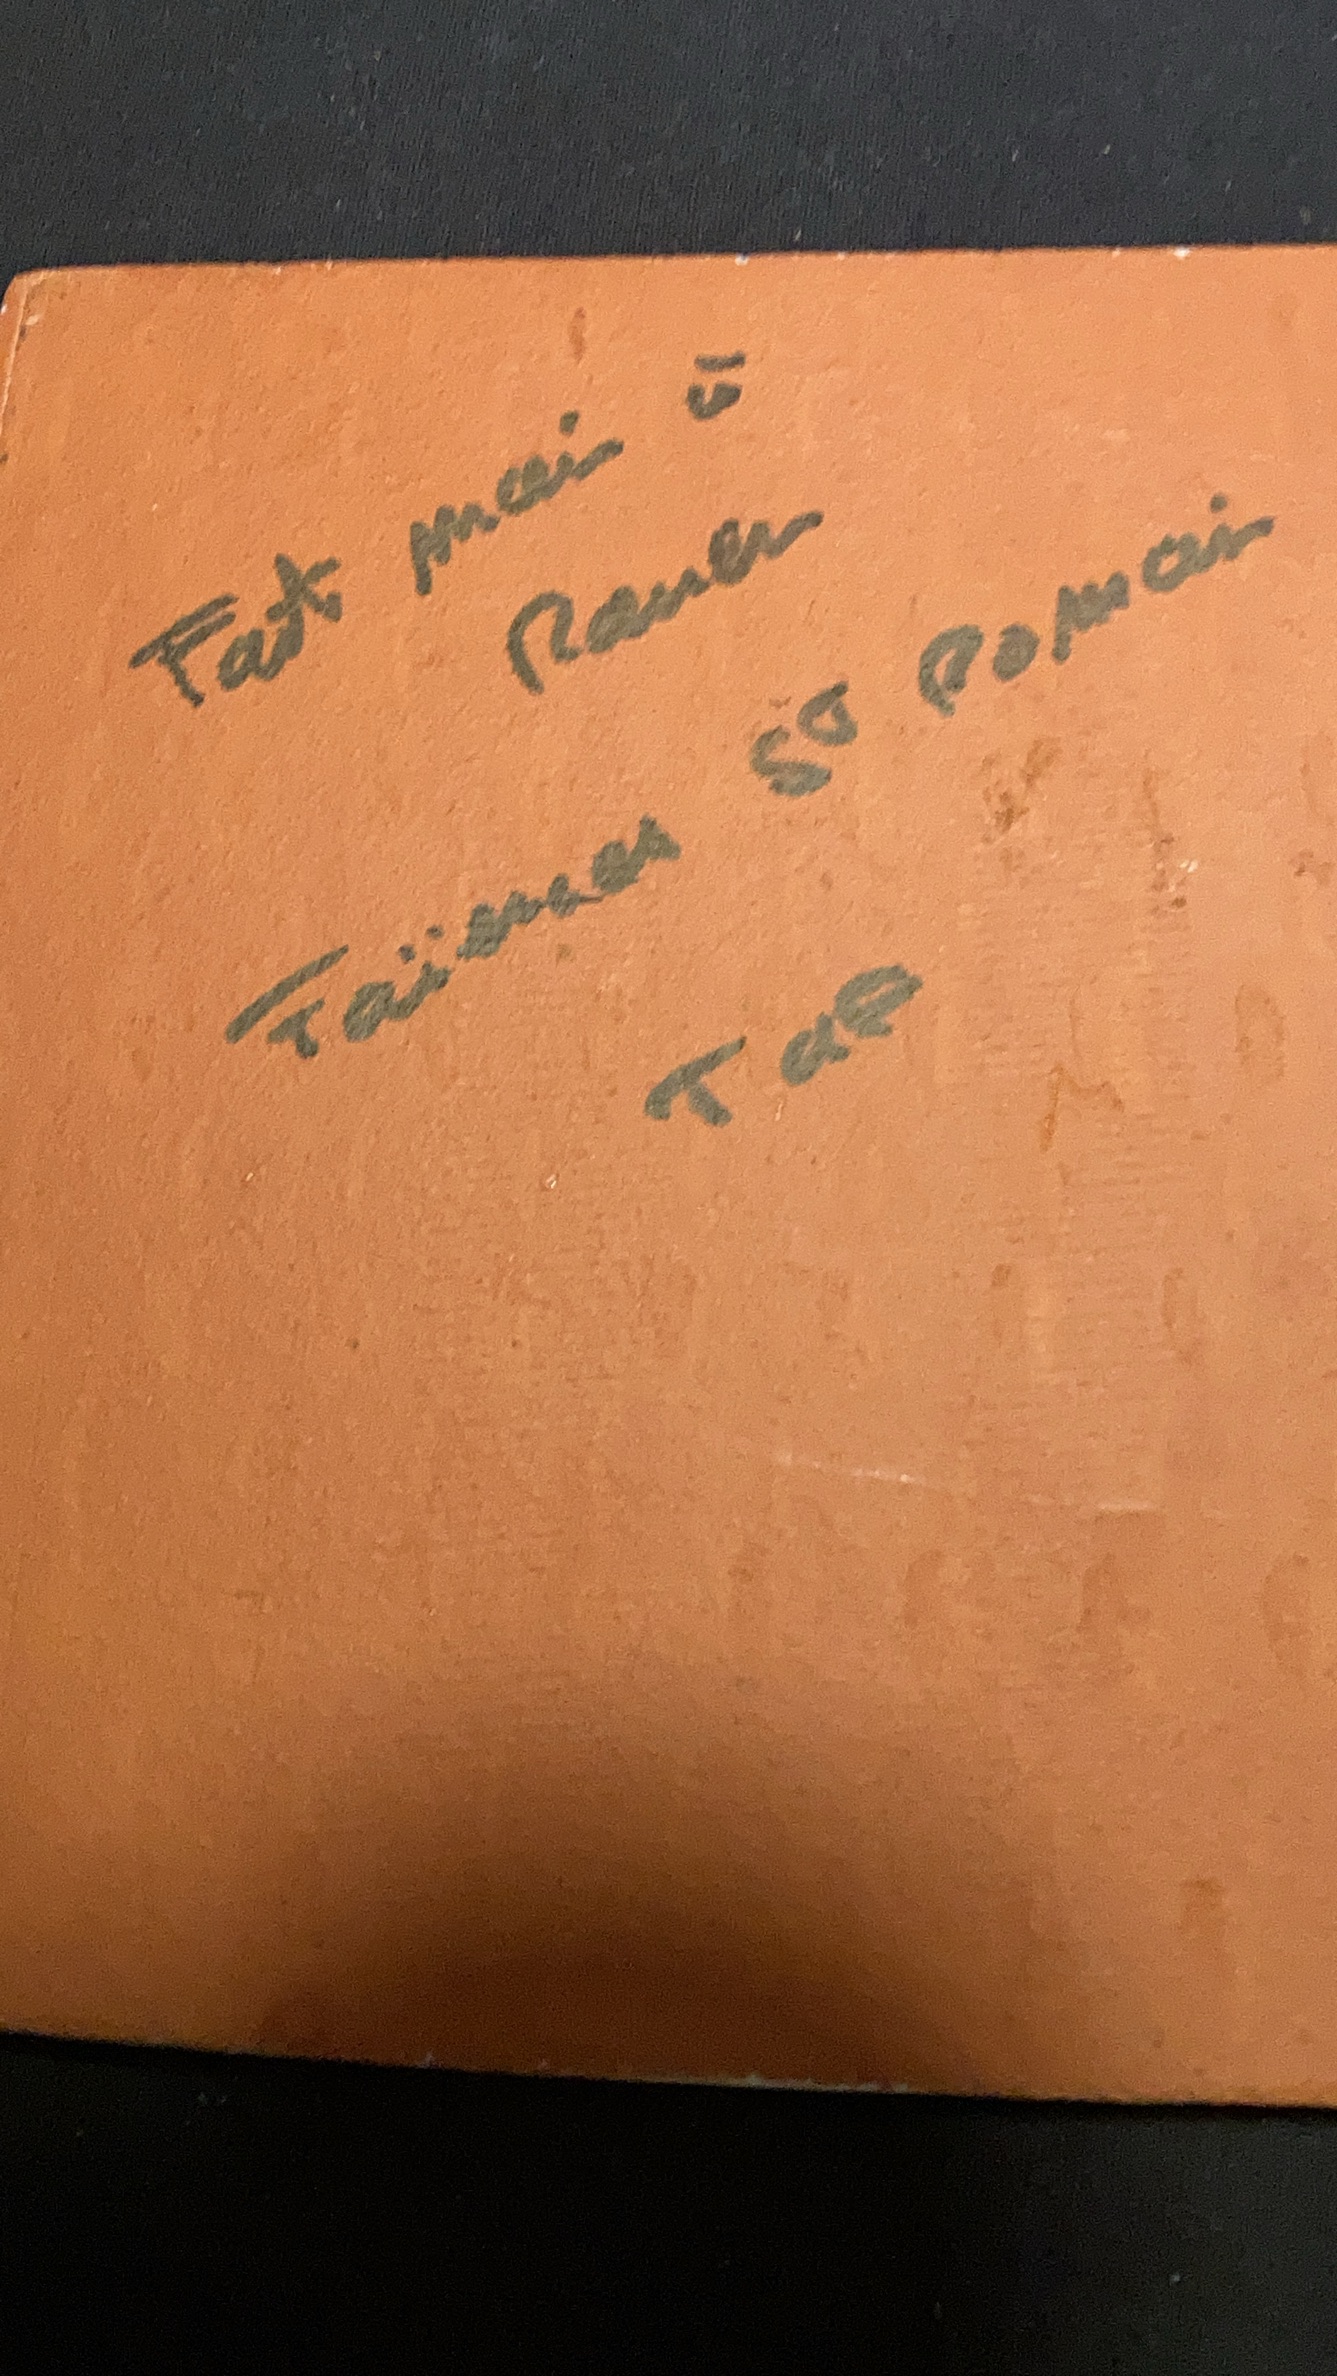 Fait main à
Rouen
Faïences St Romain